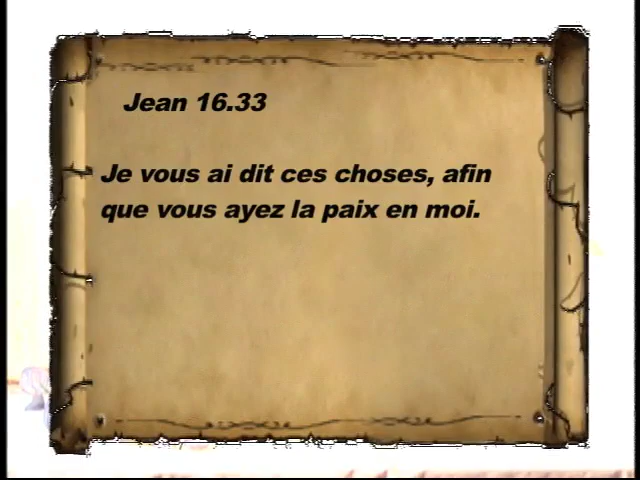 Jean 16.33
Je vous ai dit ces choses, afin
que vous ayez la paix en moi.